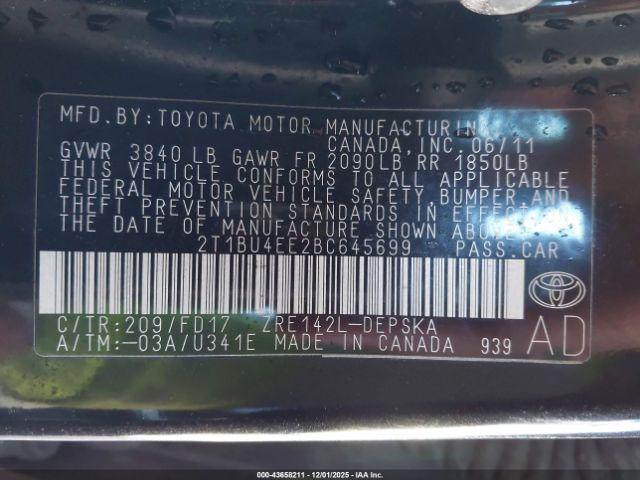 MFD. BY: TOYOTA MOTOR MANUFACTURING
CANADA, INC. 06/11
GVWR 3840 LB GAWR FR 2090LB RR 1850LB
THIS VEHICLE CONFORMS TO ALL APPLICABLE
FEDERAL MOTOR VEHICLE SAFETY, BUMPER, AND
THEFT PREVENTION STANDARDS IN EFFECT ON
THE DATE OF MANUFACTURE SHOWN ABOVE.
2T1BU4EE2BC645699 PASS. CAR
C/TR: 209/FD17 ZRE142L-DEPSKA
A/TM: -03A/U341E MADE IN CANADA 939
AD
000-43658211 - 12/01/2025 - IAA Inc.